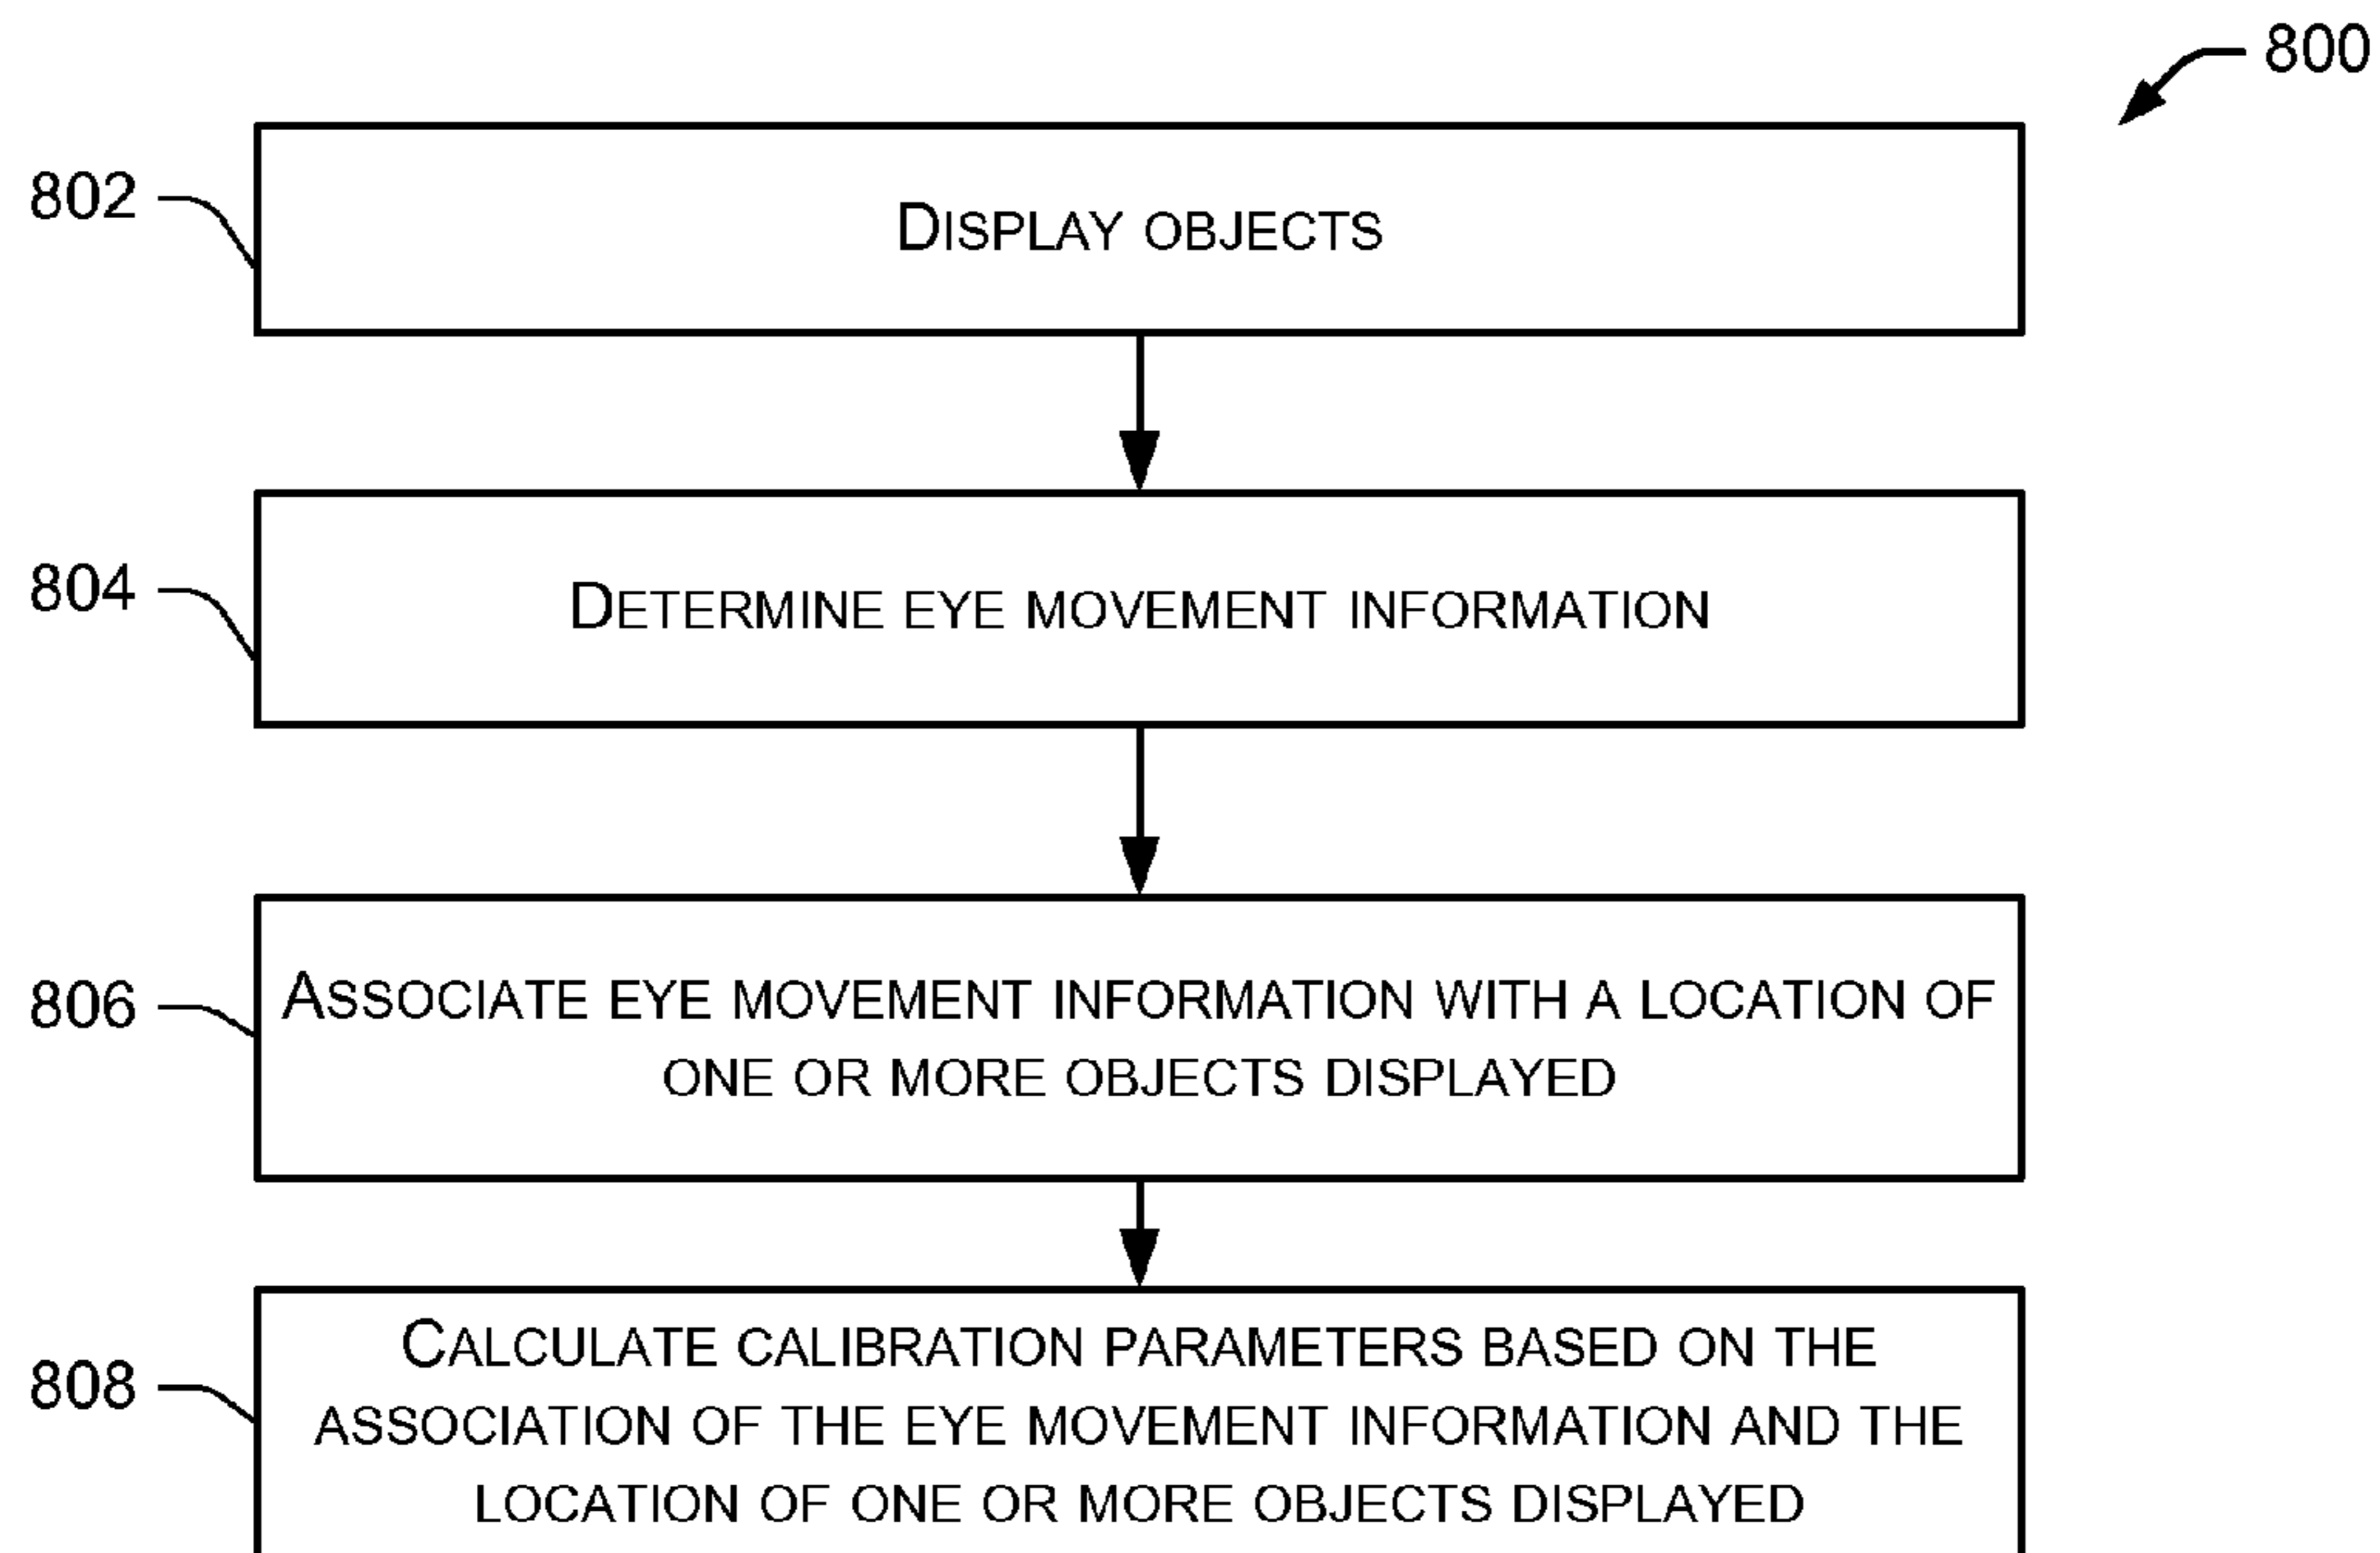 800
802
DISPLAY OBJECTS
804
DETERMINE EYE MOVEMENT INFORMATION
806
ASSOCIATE EYE MOVEMENT INFORMATION WITH A LOCATION OF
ONE OR MORE OBJECTS DISPLAYED
808
CALCULATE CALIBRATION PARAMETERS BASED ON THE
ASSOCIATION OF THE EYE MOVEMENT INFORMATION AND THE
LOCATION OF ONE OR MORE OBJECTS DISPLAYED